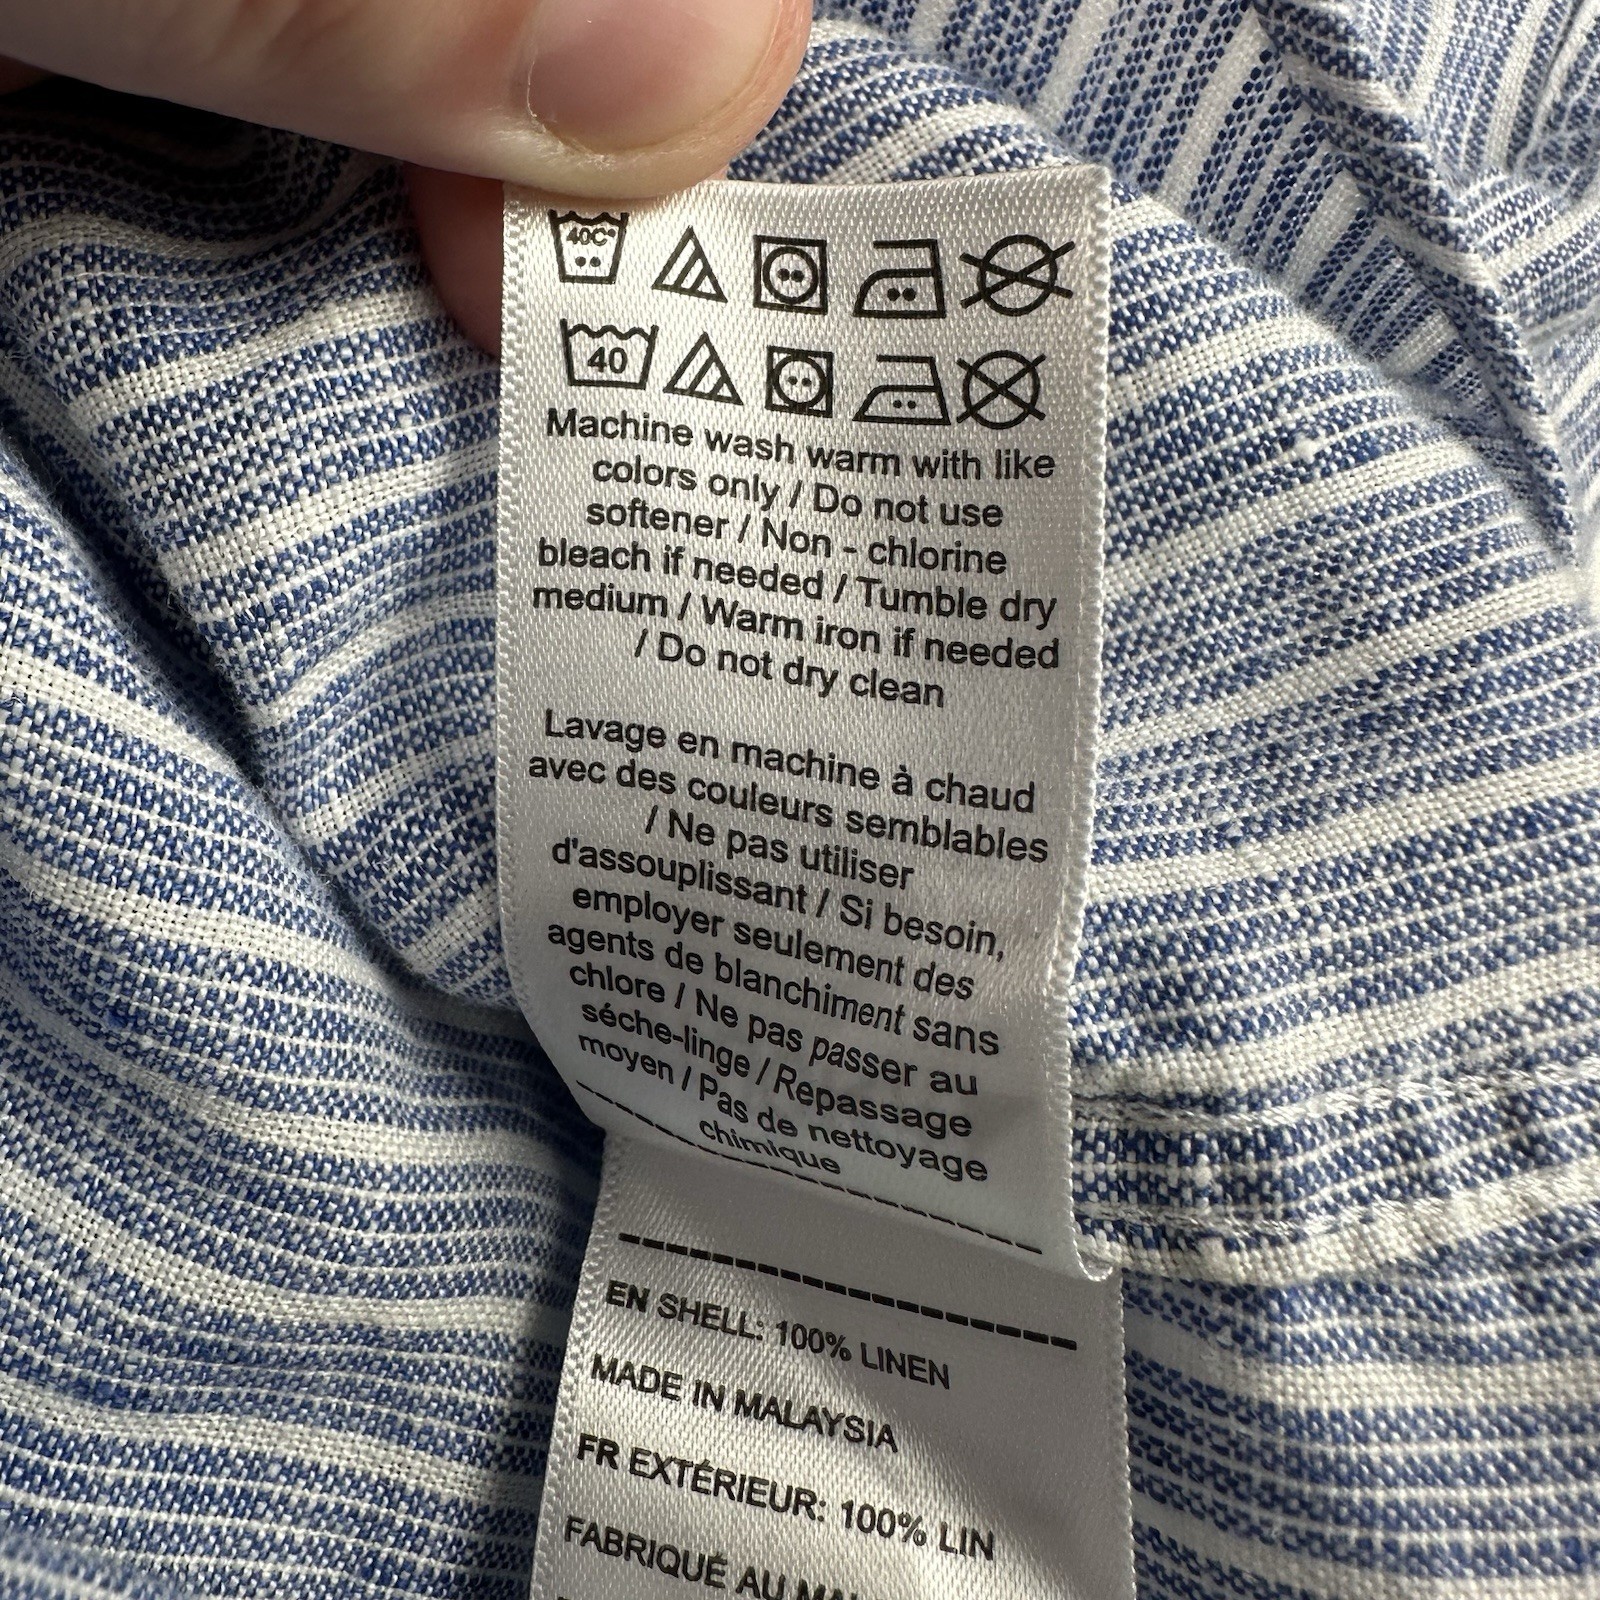 40C°
40
Machine wash warm with like
colors only / Do not use
softener / Non - chlorine
bleach if needed / Tumble dry
medium / Warm iron if needed
/ Do not dry clean
Lavage en machine à chaud
avec des couleurs semblables
/ Ne pas utiliser
d'assouplissant / Si besoin,
employer seulement des
agents de blanchiment sans
chlore / Ne pas passer au
séche-linge / Repassage
moyen / Pas de nettoyage
chimique
EN SHELL: 100% LINEN
MADE IN MALAYSIA
FR EXTÉRIEUR: 100% LIN
FABRIQUÉ AU